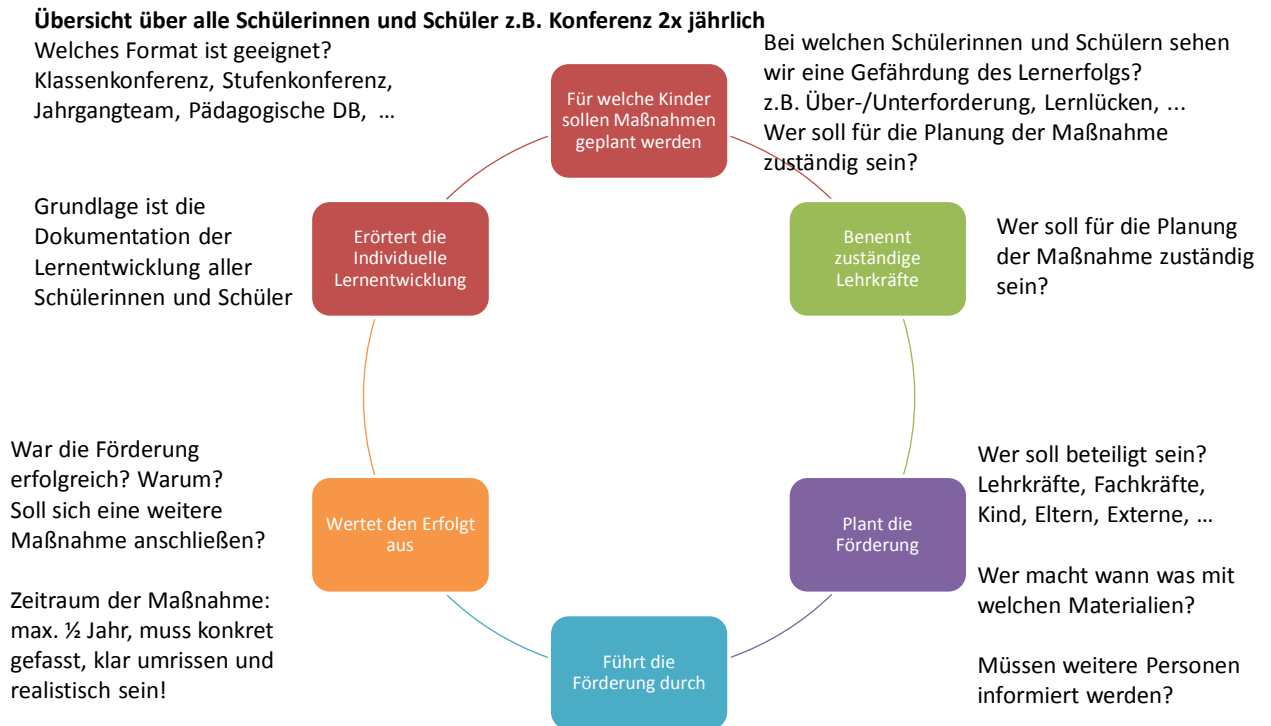 Übersicht über alle Schülerinnen und Schüler z.B. Konferenz 2x jährlich
Welches Format ist geeignet?
Klassenkonferenz, Stufenkonferenz,
Jahrgangteam, Pädagogische DB, ...
Bei welchen Schülerinnen und Schülern sehen
wir eine Gefährdung des Lernerfolgs?
z.B. Über-/Unterforderung, Lernlücken, ...
Wer soll für die Planung der Maßnahme
zuständig sein?
Für welche Kinder
sollen Maßnahmen
geplant werden
Grundlage ist die
Dokumentation der
Lernentwicklung aller
Schülerinnen und Schüler
Erörtert die
Individuelle
Lernentwicklung
Benennt
zuständige
Lehrkräfte
Wer soll für die Planung
der Maßnahme zuständig
sein?
War die Förderung
erfolgreich? Warum?
Soll sich eine weitere
Maßnahme anschließen?
Zeitraum der Maßnahme:
max. ½ Jahr, muss konkret
gefasst, klar umrissen und
realistisch sein!
Wertet den Erfolgt
aus
Plant die
Förderung
Wer soll beteiligt sein?
Lehrkräfte, Fachkräfte,
Kind, Eltern, Externe, ...
Wer macht wann was mit
welchen Materialien?
Müssen weitere Personen
informiert werden?
Führt die
Förderung durch